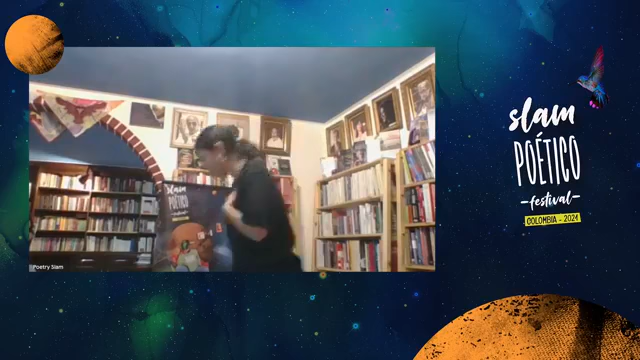 slam
POÉTICO
-festival-
COLOMBIA - 2024
Poetry Slam
slam
POÉTICO